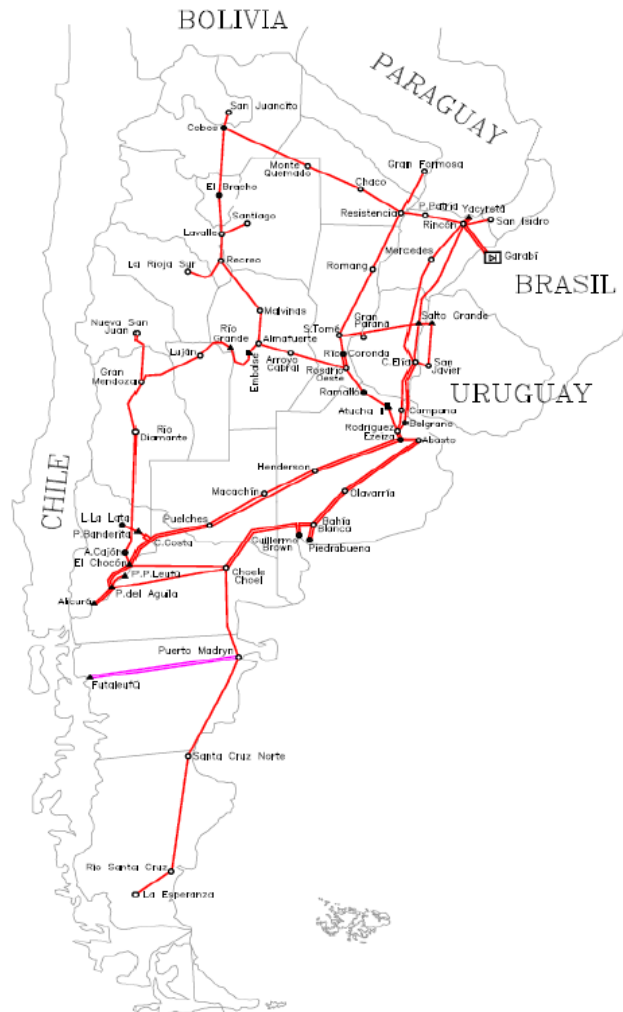 BOLIVIA
PARAGUAY
San Juancito
Cobos
Monte
Quemado
Gran Formosa
Chaco
El Bracho
P.Patria
Yacyretá
Resistencia
Rincón
San Isidro
Santiago
Lavalle
Mercedes
Garabí
Recreo
La Rioja Sur
Romang
BRASIL
Malvinas
Gran
Paraná
Salto Grande
Nueva San
Juan
Río
Grande
S.Tomé
Almafuerte
Luján
Embalse
Arroyo
Cabral
Río Coronda
C.Elía
San
Javier
Gran
Mendoza
Rosario
Oeste
URUGUAY
Ramallo
Atucha II
Campana
Río
Diamante
Rodriguez
Belgrano
Ezeiza
Abasto
Henderson
CHILE
Macachín
Olavarría
L.La Lata
Puelches
P.Banderita
Bahía
Blanca
C.Costa
Guillermo
Brown
Piedrabuena
A.Cajón
El Chocón
P.P.Leufú
Choele
Choel
Alicurá
P.del Aguila
Puerto Madryn
Futaleufú
Santa Cruz Norte
Río Santa Cruz
La Esperanza